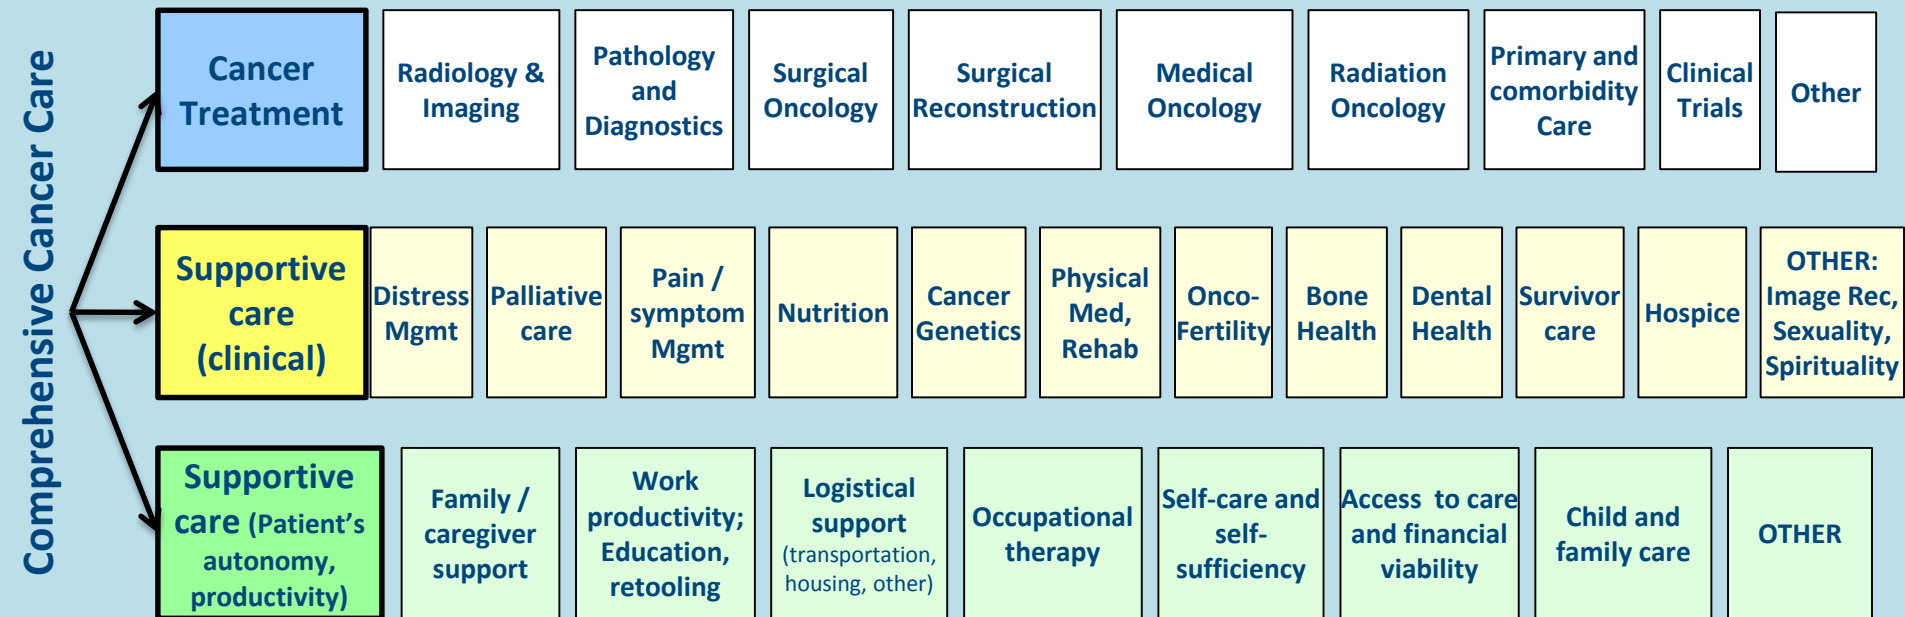 Comprehensive Cancer Care
Cancer
Treatment
Radiology &
Imaging
Pathology
and
Diagnostics
Surgical
Oncology
Surgical
Reconstruction
Medical
Oncology
Radiation
Oncology
Primary and
comorbidity
Care
Clinical
Trials
Other
Supportive
care
(clinical)
Distress
Mgmt
Palliative
care
Pain /
symptom
Mgmt
Nutrition
Cancer
Genetics
Physical
Med,
Rehab
Onco-
Fertility
Bone
Health
Dental
Health
Survivor
care
Hospice
OTHER:
Image Rec,
Sexuality,
Spirituality
Supportive
care (Patient’s
autonomy,
productivity)
Family /
caregiver
support
Work
productivity;
Education,
retooling
Logistical
support
(transportation,
housing, other)
Occupational
therapy
Self-care and
self-
sufficiency
Access  to care
and financial
viability
Child and
family care
OTHER